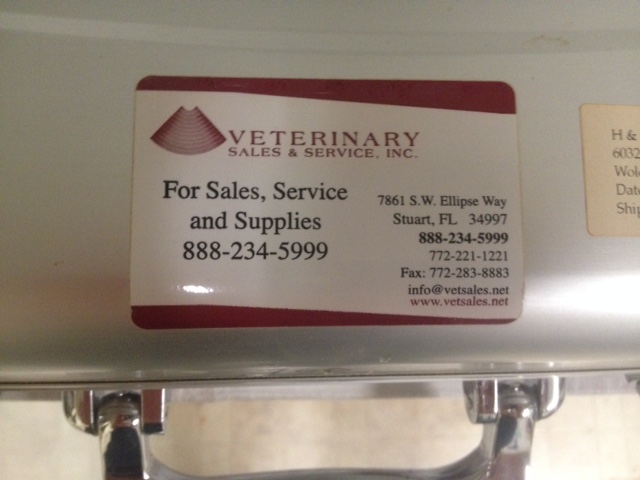 VETERINARY
SALES & SERVICE, INC.
For Sales, Service
and Supplies
888-234-5999
7861 S.W. Ellipse Way
Stuart, FL 34997
888-234-5999
772-221-1221
Fax: 772-283-8883
info@vetsales.net
www.vetsales.net
H &
6032